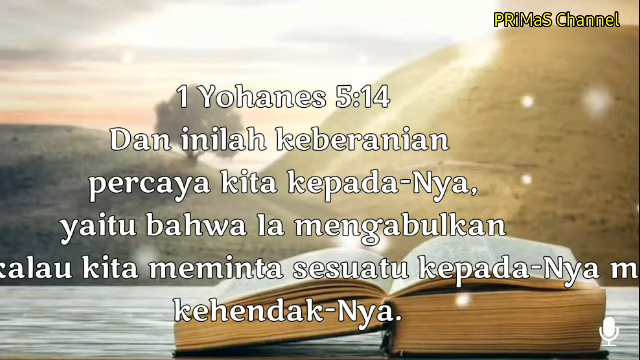 PRiMaS Channel
1 Yohanes 5:14
Dan inilah keberanian
percaya kita kepada-Nya,
yaitu bahwa Ia mengabulkan
kalau kita meminta sesuatu kepada-Nya
kehendak-Nya.